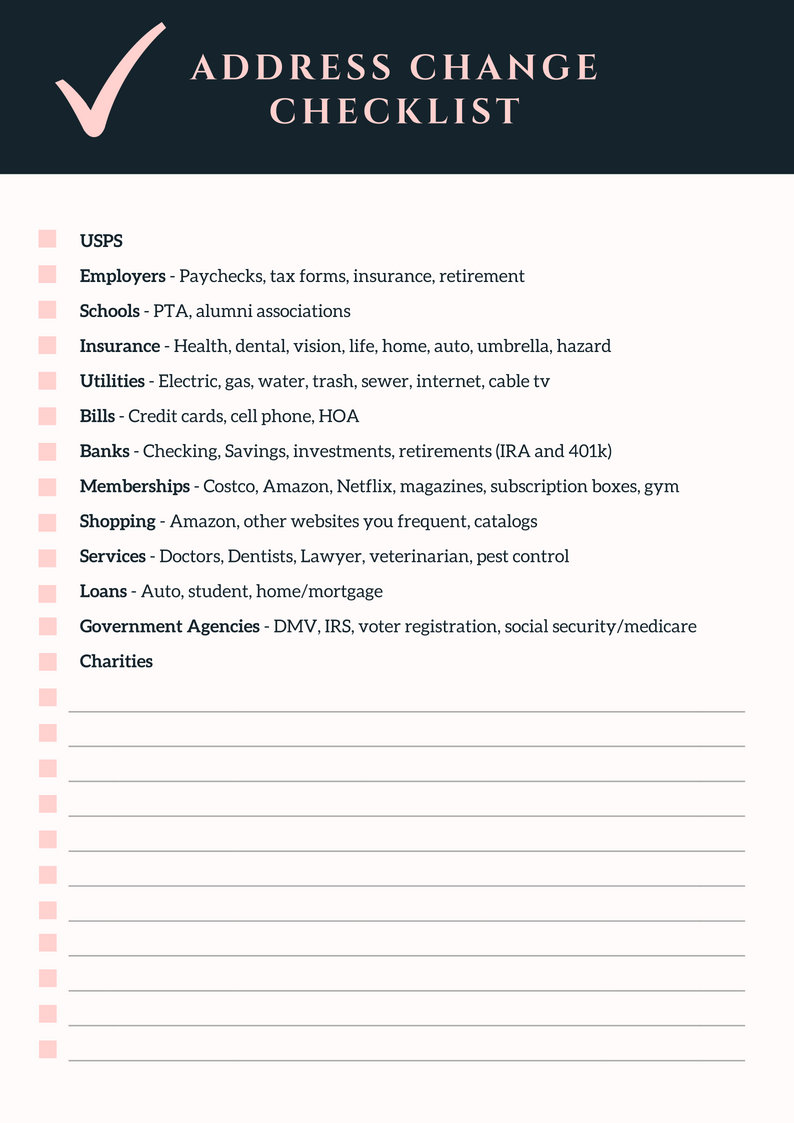 ADDRESS CHANGE
CHECKLIST
USPS
Employers - Paychecks, tax forms, insurance, retirement
Schools - PTA, alumni associations
Insurance - Health, dental, vision, life, home, auto, umbrella, hazard
Utilities - Electric, gas, water, trash, sewer, internet, cable tv
Bills - Credit cards, cell phone, HOA
Banks - Checking, Savings, investments, retirements (IRA and 401k)
Memberships - Costco, Amazon, Netflix, magazines, subscription boxes, gym
Shopping - Amazon, other websites you frequent, catalogs
Services - Doctors, Dentists, Lawyer, veterinarian, pest control
Loans - Auto, student, home/mortgage
Government Agencies - DMV, IRS, voter registration, social security/medicare
Charities